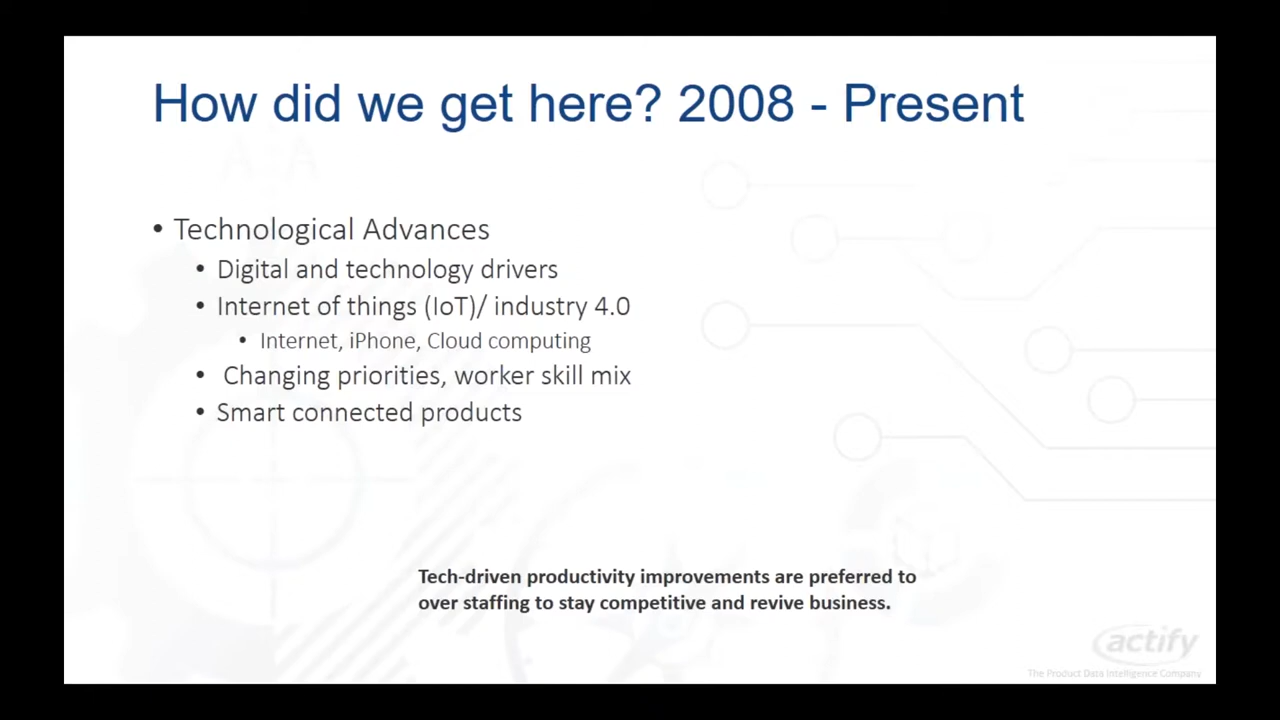 How did we get here? 2008 - Present
• Technological Advances
• Digital and technology drivers
• Internet of things (IoT)/ industry 4.0
• Internet, iPhone, Cloud computing
• Changing priorities, worker skill mix
• Smart connected products
Tech-driven productivity improvements are preferred to
over staffing to stay competitive and revive business.
actify
The Product Data Intelligence Company